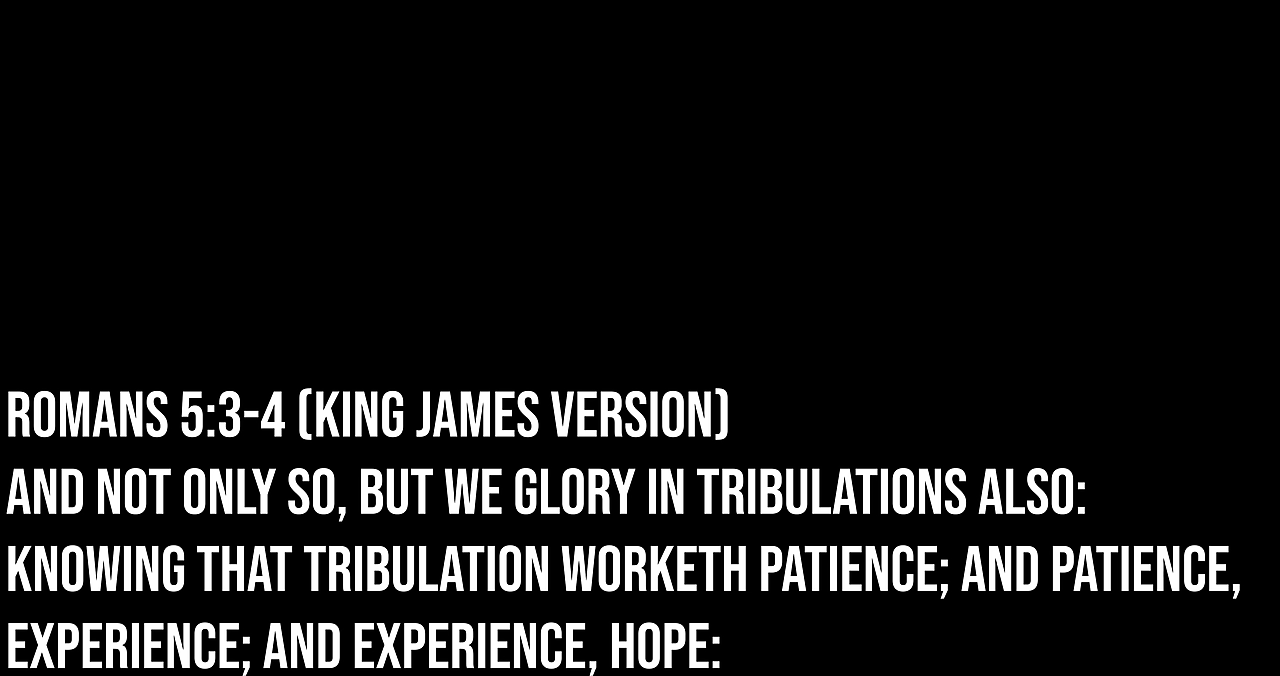 ROMANS 5:3-4 (KING JAMES VERSION)
AND NOT ONLY SO, BUT WE GLORY IN TRIBULATIONS ALSO:
KNOWING THAT TRIBULATION WORKETH PATIENCE; AND PATIENCE,
EXPERIENCE; AND EXPERIENCE, HOPE: